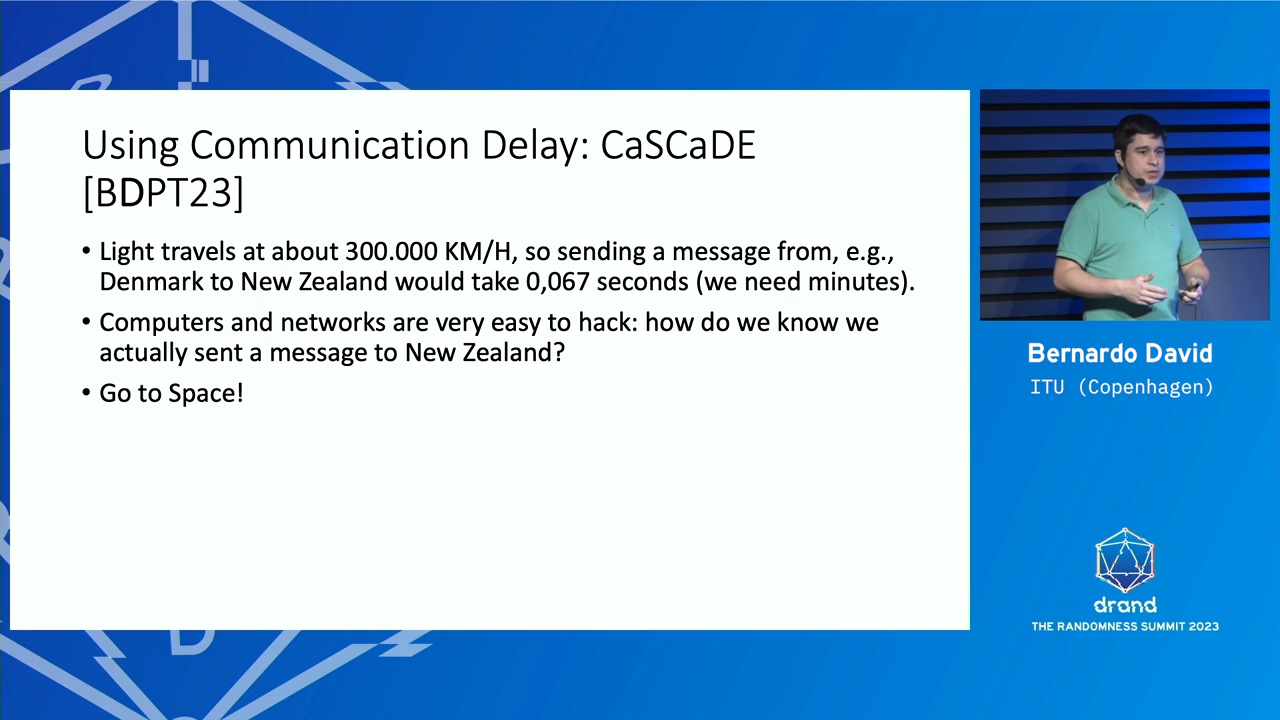 Using Communication Delay: CaSCaDE
[BDPT23]
• Light travels at about 300.000 KM/H, so sending a message from, e.g.,
Denmark to New Zealand would take 0,067 seconds (we need minutes).
• Computers and networks are very easy to hack: how do we know we
actually sent a message to New Zealand?
• Go to Space!
Bernardo David
ITU (Copenhagen)
drand
THE RANDOMNESS SUMMIT 2023